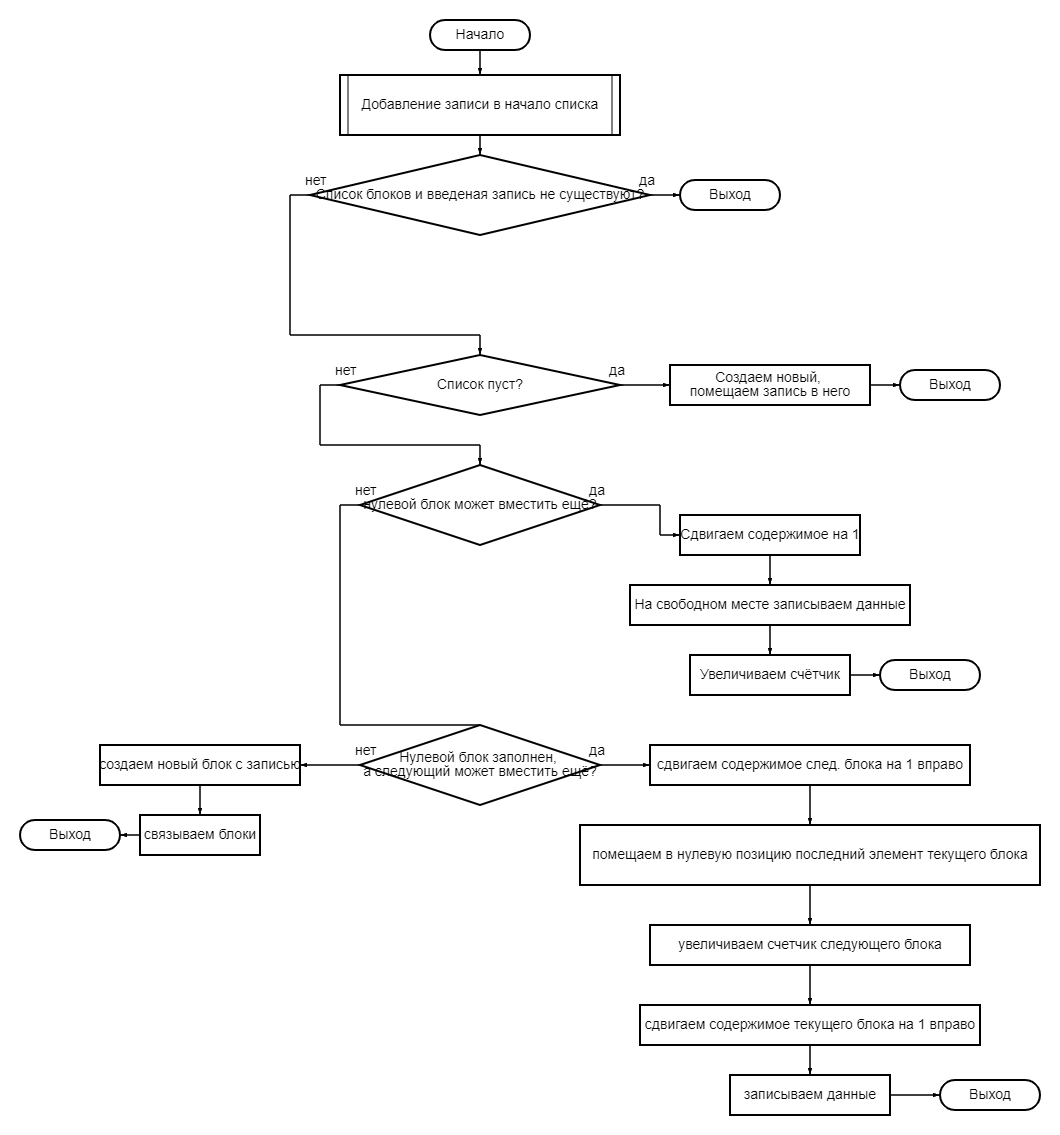 Начало
Добавление записи в начало списка
нет
да
Список блоков и введеная запись не существуют?
Выход
нет
да
Список пуст?
Создаем новый,
помещаем запись в него
Выход
нет
да
нулевой блок может вместить еще?
Сдвигаем содержимое на 1
На свободном месте записываем данные
Увеличиваем счётчик
Выход
нет
да
Нулевой блок заполнен,
а следующий может вместить ещё?
создаем новый блок с записью
сдвигаем содержимое след. блока на 1 вправо
Выход
связываем блоки
помещаем в нулевую позицию последний элемент текущего блока
увеличиваем счетчик следующего блока
сдвигаем содержимое текущего блока на 1 вправо
записываем данные
Выход